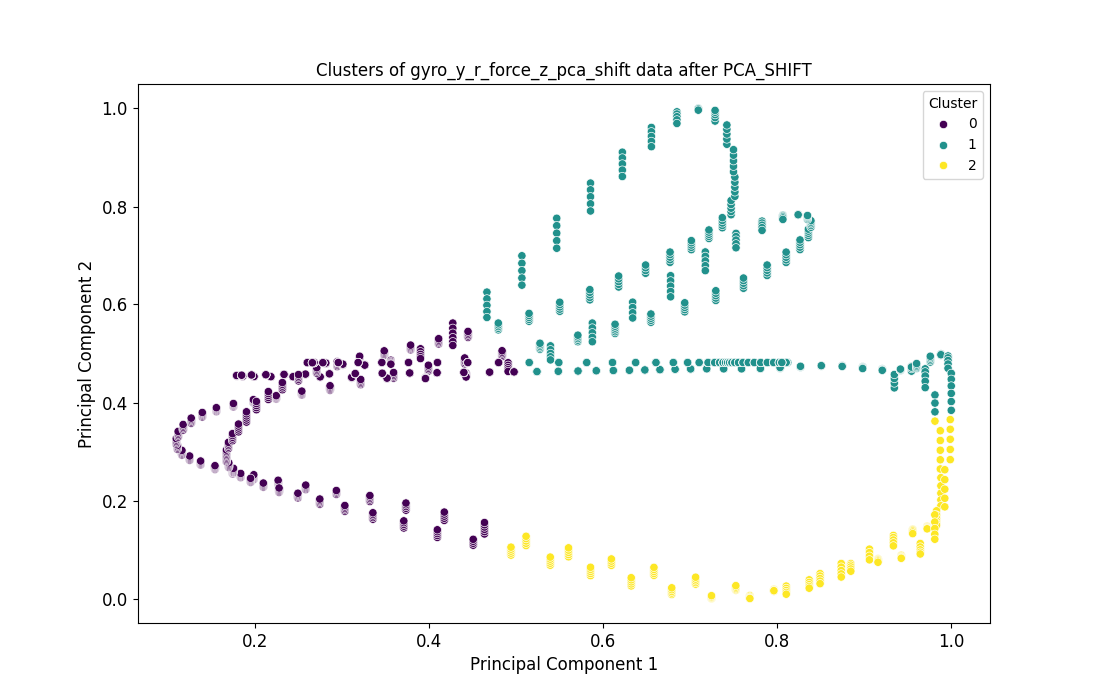 Clusters of gyro_y_r_force_z_pca_shift data after PCA_SHIFT
Cluster
0
1
2
1.0
0.8
0.6
0.4
0.2
0.0
Principal Component 2
0.2 0.4 0.6 0.8 1.0
Principal Component 1